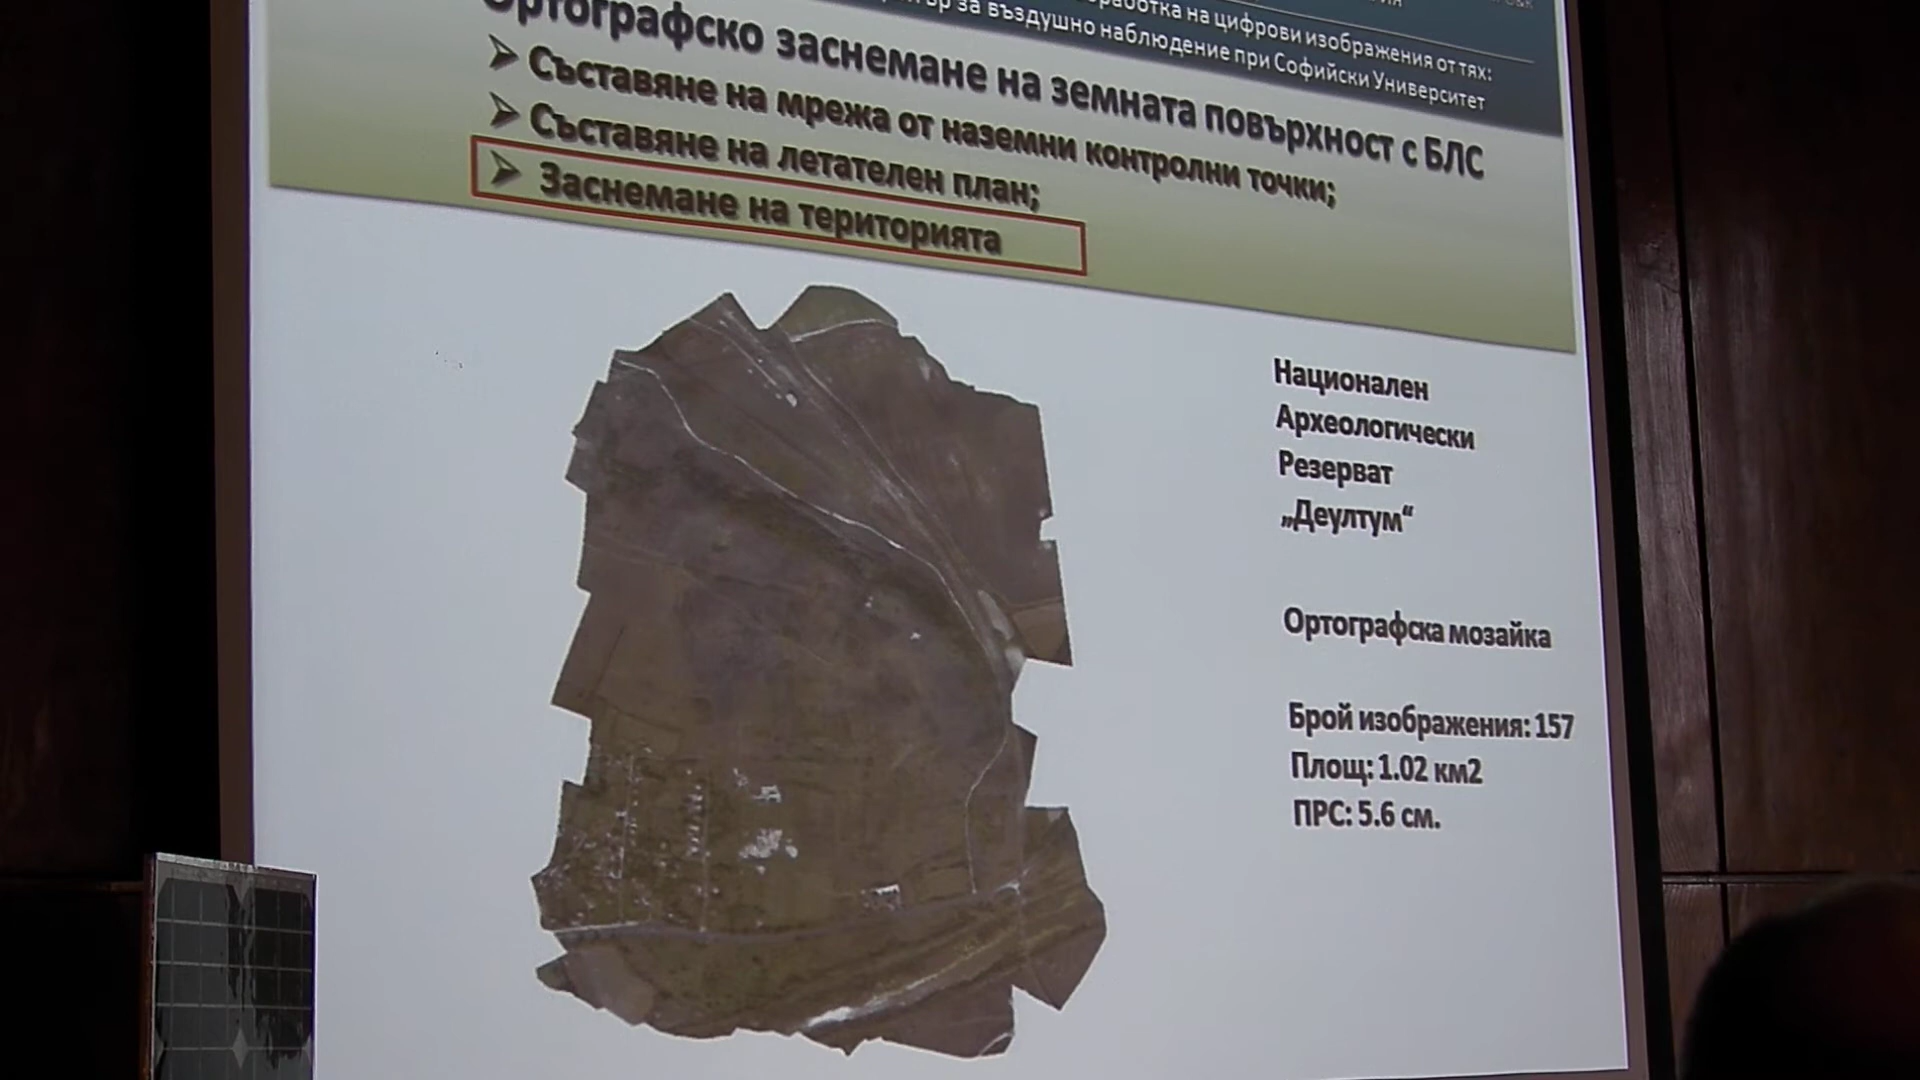 на цифрови изображения от тях:
за въздушно наблюдение при Софийски Университет
Ортографско заснемане на земната повърхност с БЛС
➢ Съставяне на мрежа от наземни контролни точки;
➢ Съставяне на летателен план;
➢ Заснемане на територията
Национален
Археологически
Резерват
„Деултум“
Ортографска мозайка
Брой изображения: 157
Площ: 1.02 км2
ПРС: 5.6 см.